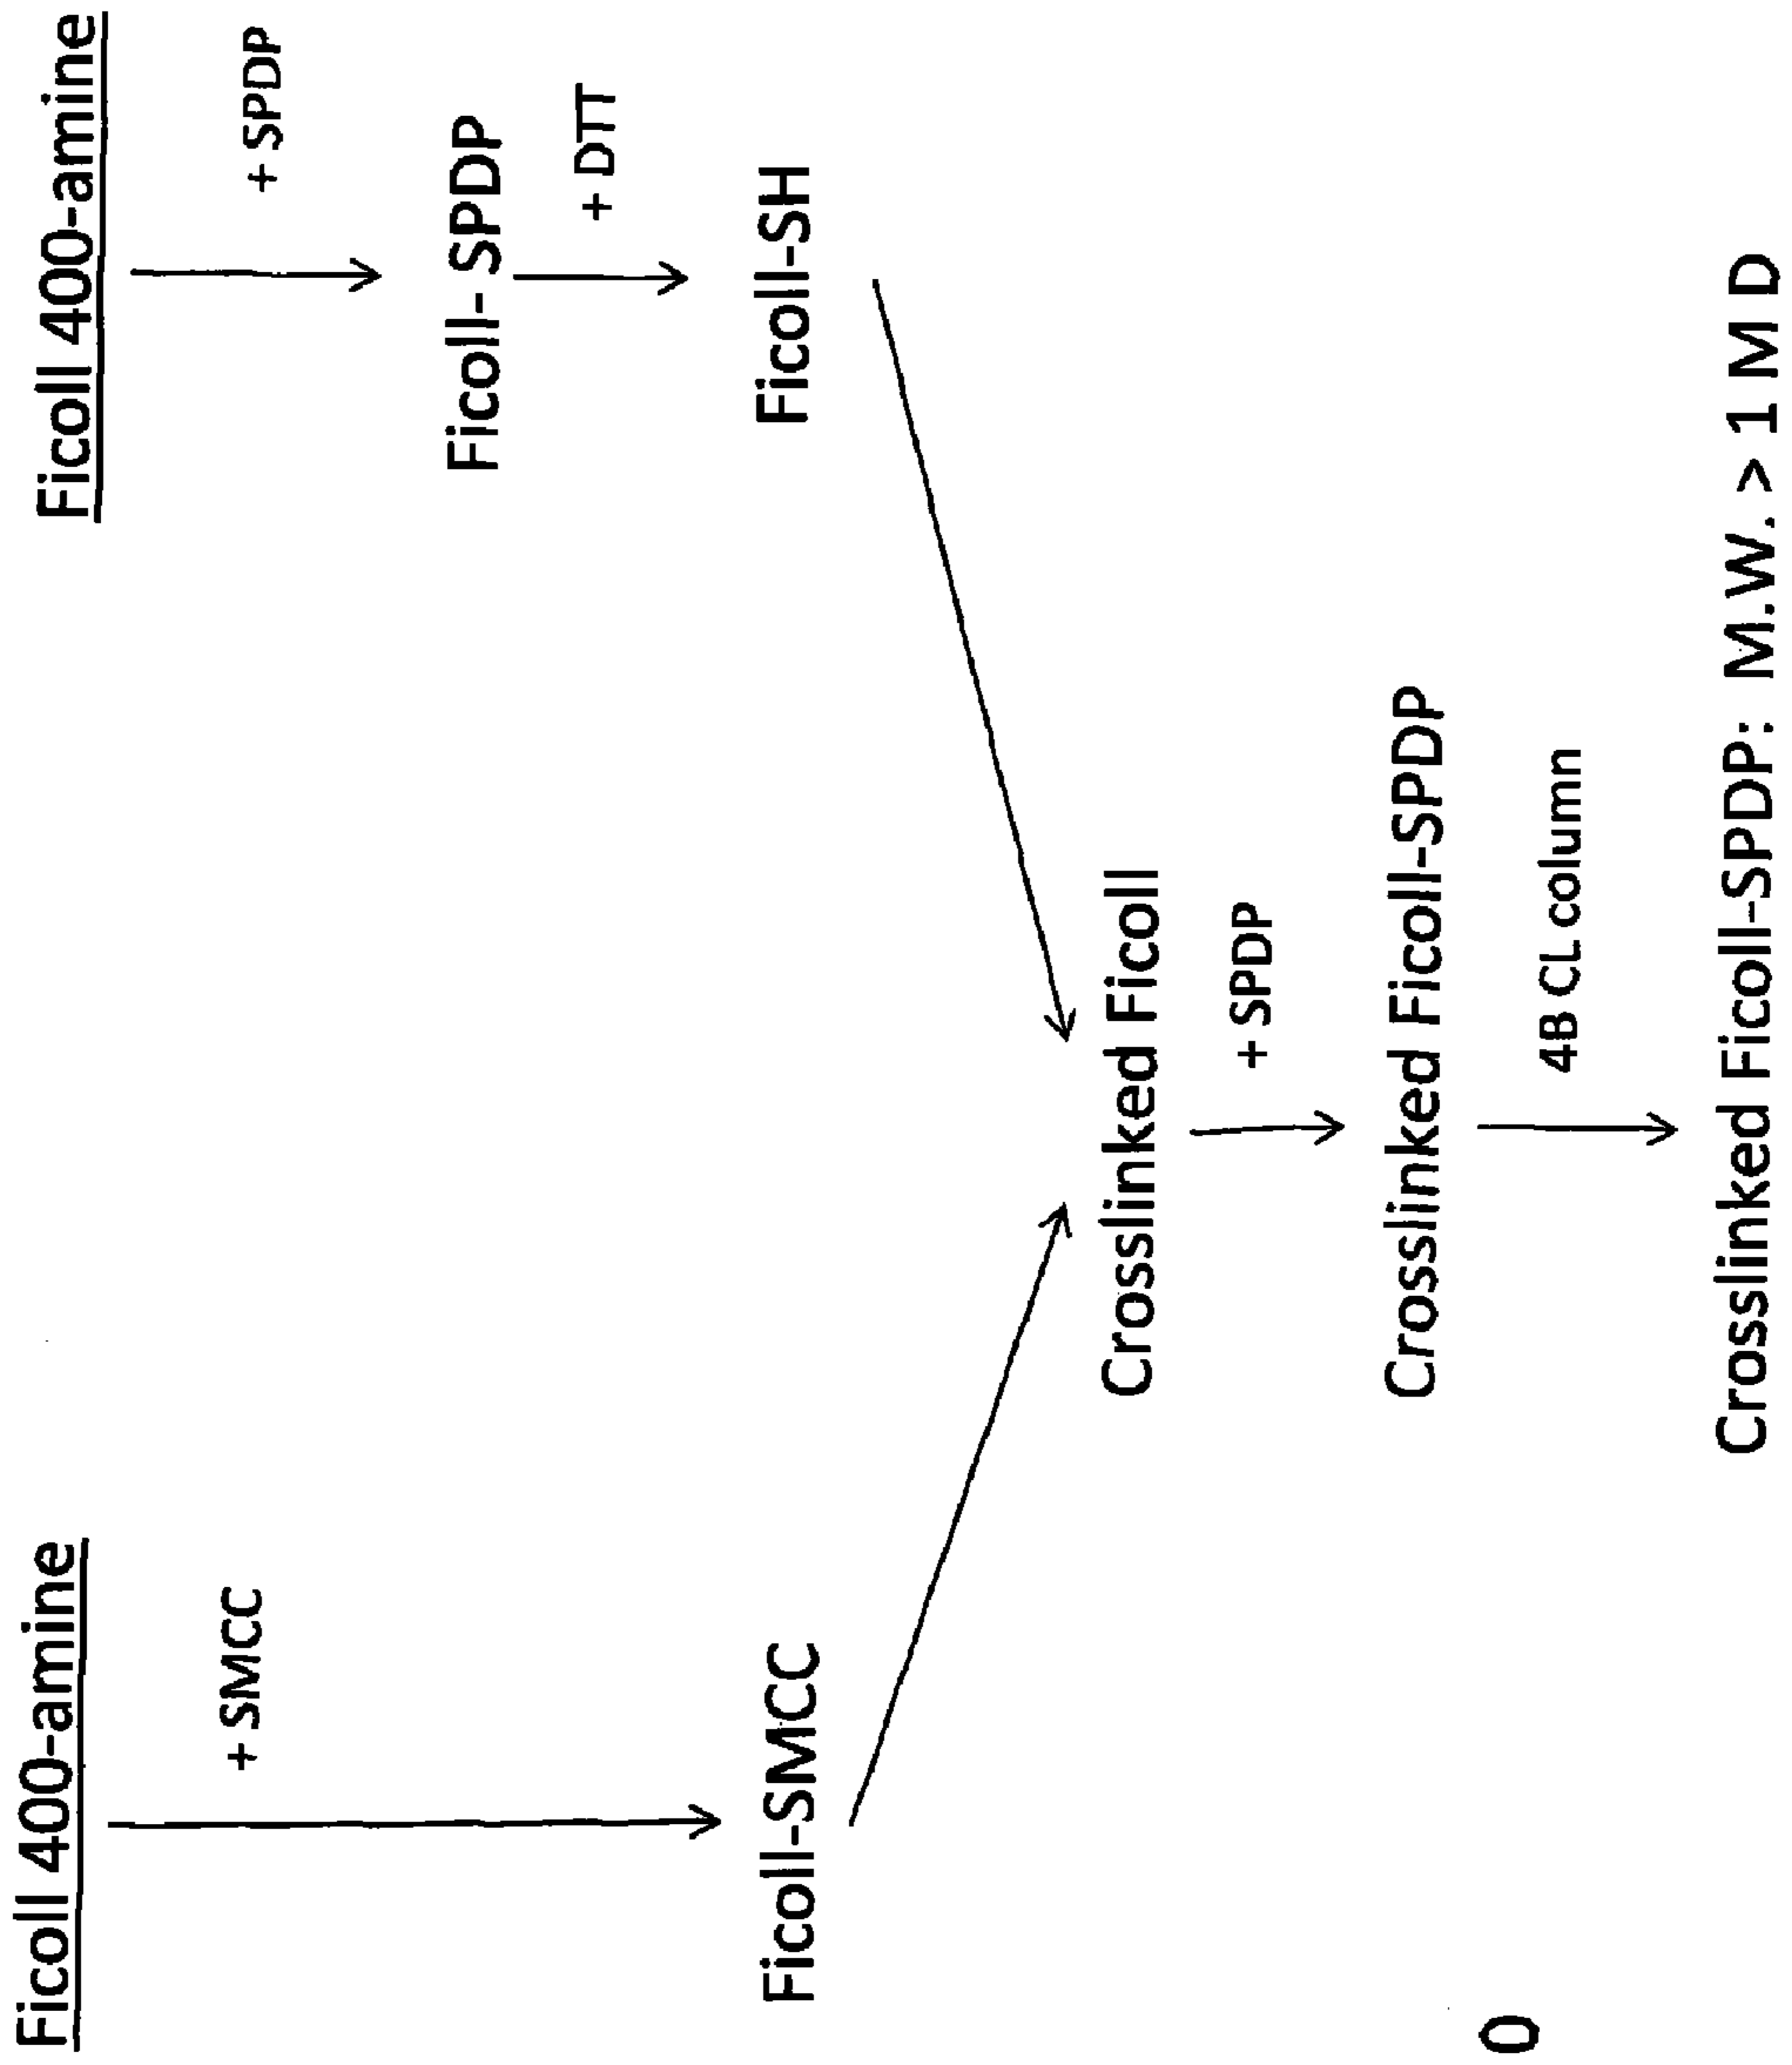 Ficoll 400-amine
+ SMCC
Ficoll-SMCC
Ficoll 400-amine
+ SPDP
Ficoll- SPDP
+ DTT
Ficoll-SH
Crosslinked Ficoll
+ SPDP
Crosslinked Ficoll-SPDP
4B CL column
Crosslinked Ficoll-SPDP: M.W. > 1 M D
0